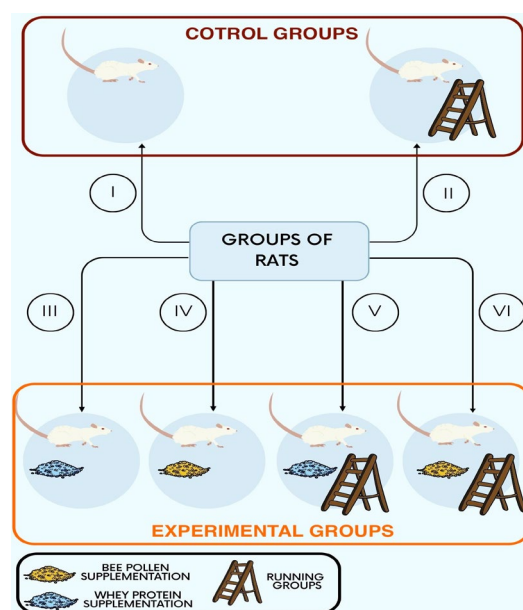 COTROL GROUPS
I
II
GROUPS OF
RATS
III
IV
V
VI
EXPERIMENTAL GROUPS
BEE POLLEN
SUPPLEMENTATION
WHEY PROTEIN
SUPPLEMENTATION
RUNNING
GROUPS